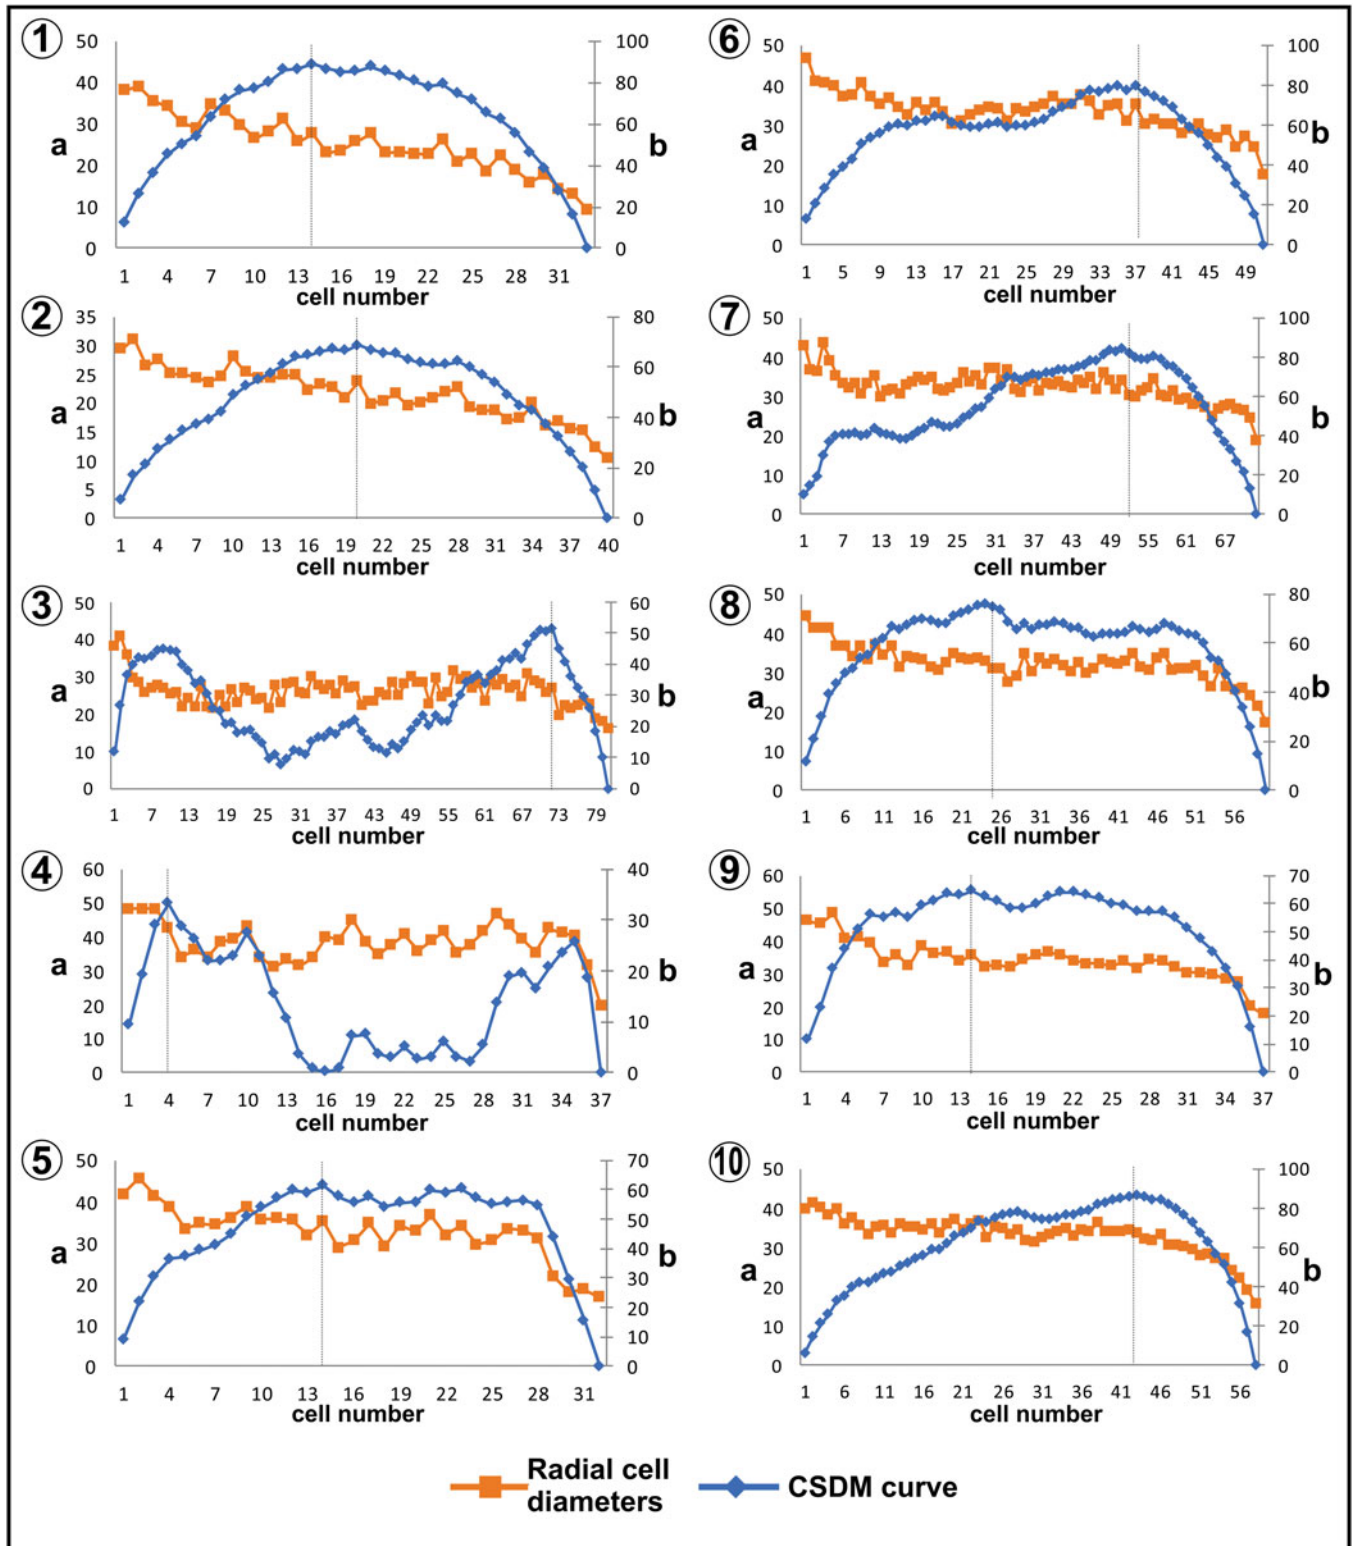 1
50 40 30 20 10 0
a
100 80 60 40 20 0
b
1 4 7 10 13 16 19 22 25 28 31
cell number
2
35 30 25 20 15 10 5 0
a
80 60 40 20 0
b
1 4 7 10 13 16 19 22 25 28 31 34 37 40
cell number
3
50 40 30 20 10 0
a
60 50 40 30 20 10 0
b
1 7 13 19 25 31 37 43 49 55 61 67 73 79
cell number
4
60 50 40 30 20 10 0
a
40 30 20 10 0
b
1 4 7 10 13 16 19 22 25 28 31 34 37
cell number
5
50 40 30 20 10 0
a
70 60 50 40 30 20 10 0
b
1 4 7 10 13 16 19 22 25 28 31
cell number
6
50 40 30 20 10 0
a
100 80 60 40 20 0
b
1 5 9 13 17 21 25 29 33 37 41 45 49
cell number
7
50 40 30 20 10 0
a
100 80 60 40 20 0
b
1 7 13 19 25 31 37 43 49 55 61 67
cell number
8
50 40 30 20 10 0
a
80 60 40 20 0
b
1 6 11 16 21 26 31 36 41 46 51 56
cell number
9
60 50 40 30 20 10 0
a
70 60 50 40 30 20 10 0
b
1 4 7 10 13 16 19 22 25 28 31 34 37
cell number
10
50 40 30 20 10 0
a
100 80 60 40 20 0
b
1 6 11 16 21 26 31 36 41 46 51 56
cell number
Radial cell
diameters
CSDM curve